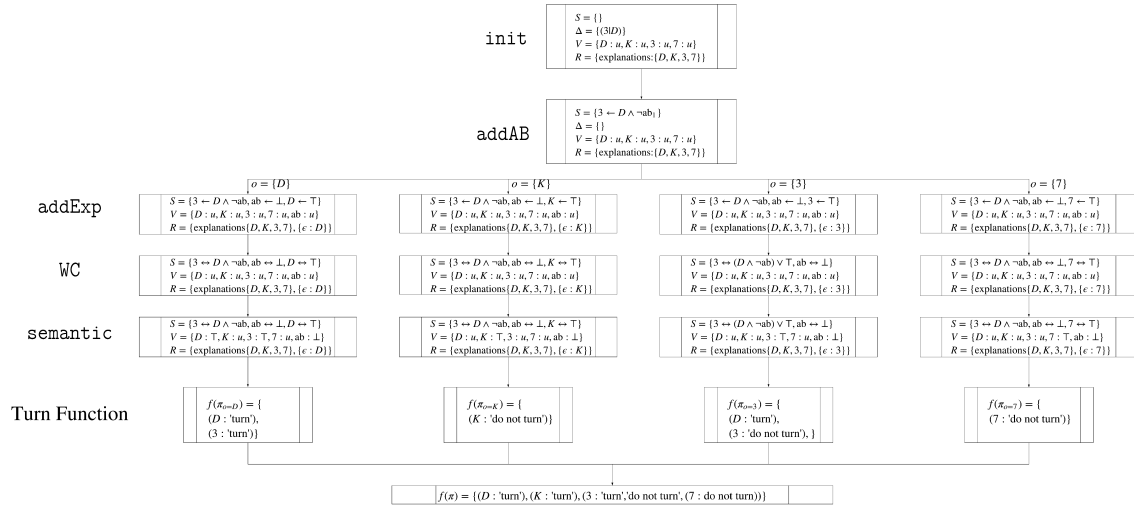 init
S = {}
Δ = {(3|D)}
V = {D : u, K : u, 3 : u, 7 : u}
R = {explanations:{D, K, 3, 7}}
addAB
S = {3 ← D ∧ ¬ab₁}
Δ = {}
V = {D : u, K : u, 3 : u, 7 : u}
R = {explanations:{D, K, 3, 7}}
o = {D} o = {K} o = {3} o = {7}
addExp
S = {3 ← D ∧ ¬ab, ab ← ⊥, D ← ⊤}
V = {D : u, K : u, 3 : u, 7 : u, ab : u}
R = {explanations{D, K, 3, 7}, {ϵ : D}}
S = {3 ← D ∧ ¬ab, ab ← ⊥, K ← ⊤}
V = {D : u, K : u, 3 : u, 7 : u, ab : u}
R = {explanations{D, K, 3, 7}, {ϵ : K}}
S = {3 ← D ∧ ¬ab, ab ← ⊥, 3 ← ⊤}
V = {D : u, K : u, 3 : u, 7 : u, ab : u}
R = {explanations{D, K, 3, 7}, {ϵ : 3}}
S = {3 ← D ∧ ¬ab, ab ← ⊥, 7 ← ⊤}
V = {D : u, K : u, 3 : u, 7 : u, ab : u}
R = {explanations{D, K, 3, 7}, {ϵ : 7}}
WC
S = {3 ↔ D ∧ ¬ab, ab ↔ ⊥, D ↔ ⊤}
V = {D : u, K : u, 3 : u, 7 : u, ab : u}
R = {explanations{D, K, 3, 7}, {ϵ : D}}
S = {3 ↔ D ∧ ¬ab, ab ↔ ⊥, K ↔ ⊤}
V = {D : u, K : u, 3 : u, 7 : u, ab : u}
R = {explanations{D, K, 3, 7}, {ϵ : K}}
S = {3 ↔ (D ∧ ¬ab) ∨ ⊤, ab ↔ ⊥}
V = {D : u, K : u, 3 : u, 7 : u, ab : u}
R = {explanations{D, K, 3, 7}, {ϵ : 3}}
S = {3 ↔ D ∧ ¬ab, ab ↔ ⊥, 7 ↔ ⊤}
V = {D : u, K : u, 3 : u, 7 : u, ab : u}
R = {explanations{D, K, 3, 7}, {ϵ : 7}}
semantic
S = {3 ↔ D ∧ ¬ab, ab ↔ ⊥, D ↔ ⊤}
V = {D : ⊤, K : u, 3 : ⊤, 7 : u, ab : ⊥}
R = {explanations{D, K, 3, 7}, {ϵ : D}}
S = {3 ↔ D ∧ ¬ab, ab ↔ ⊥, K ↔ ⊤}
V = {D : u, K : ⊤, 3 : u, 7 : u, ab : ⊥}
R = {explanations{D, K, 3, 7}, {ϵ : K}}
S = {3 ↔ (D ∧ ¬ab) ∨ ⊤, ab ↔ ⊥}
V = {D : u, K : u, 3 : ⊤, 7 : u, ab : ⊥}
R = {explanations{D, K, 3, 7}, {ϵ : 3}}
S = {3 ↔ D ∧ ¬ab, ab ↔ ⊥, 7 ↔ ⊤}
V = {D : u, K : u, 3 : u, 7 : ⊤, ab : ⊥}
R = {explanations{D, K, 3, 7}, {ϵ : 7}}
Turn Function
f(π_{o=D}) = {
(D : 'turn'),
(3 : 'turn')}
f(π_{o=K}) = {
(K : 'do not turn')}
f(π_{o=3}) = {
(D : 'turn'),
(3 : 'do not turn'), }
f(π_{o=7}) = {
(7 : 'do not turn')}
f(π) = {(D : 'turn'), (K : 'turn'), (3 : 'turn','do not turn', (7 : do not turn))}